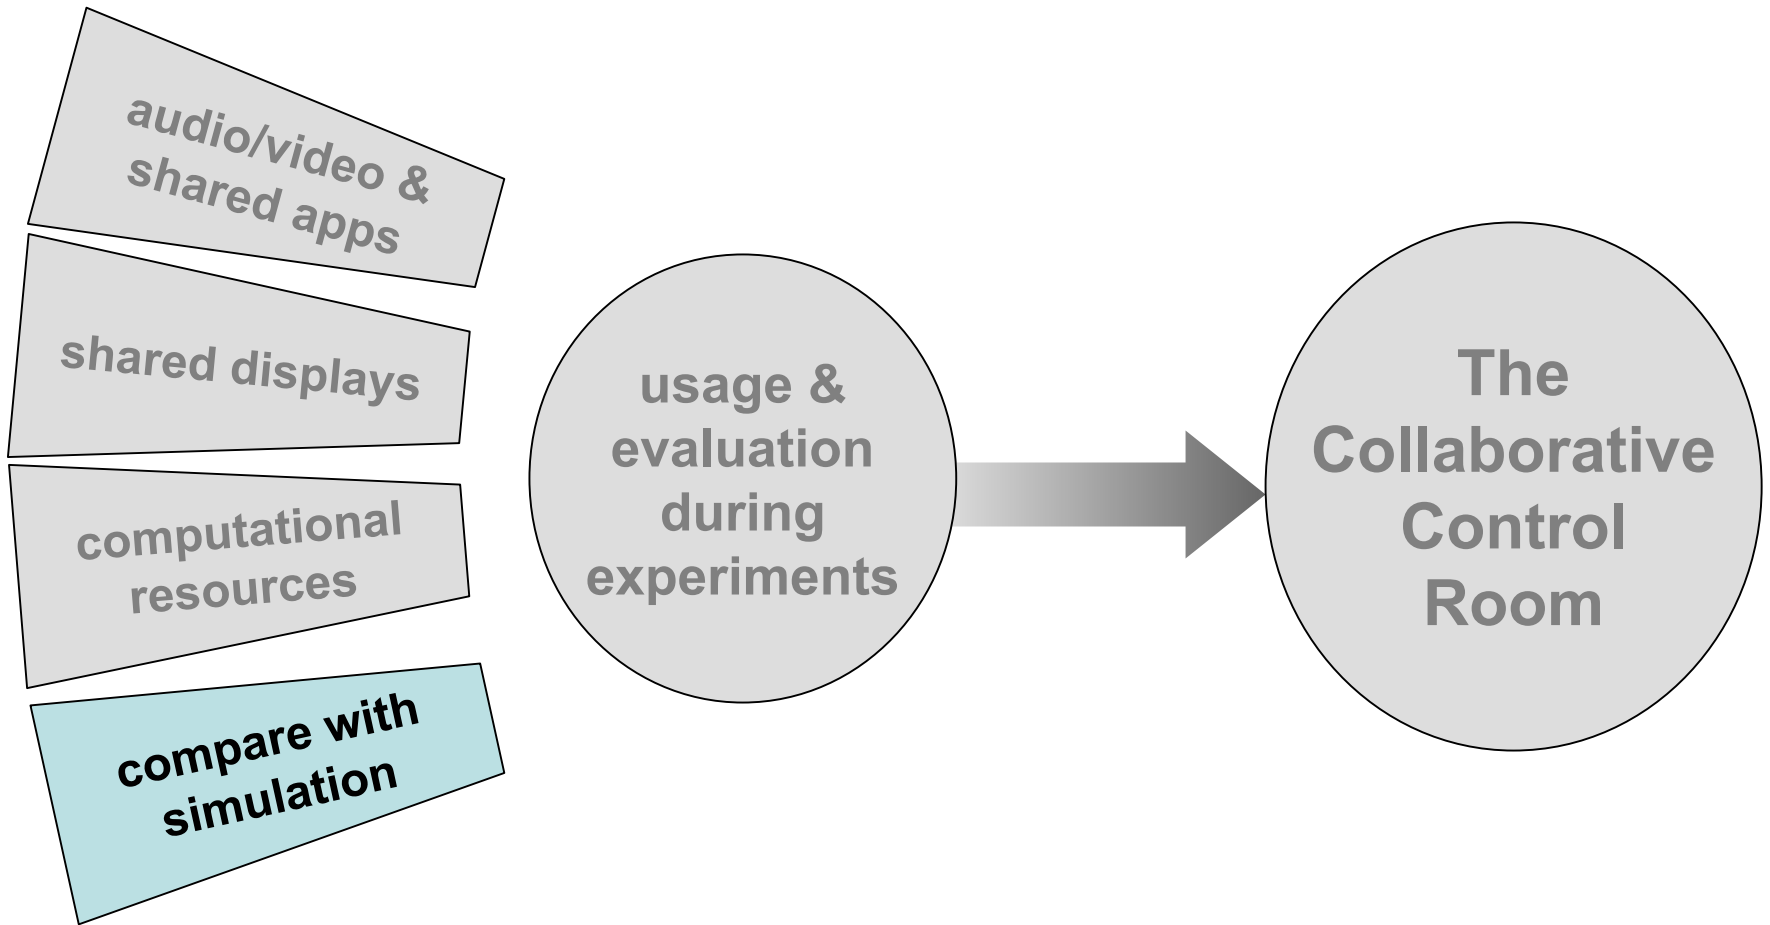 audio/video &
shared apps
shared displays
computational
resources
compare with
simulation
usage &
evaluation
during
experiments
The
Collaborative
Control
Room